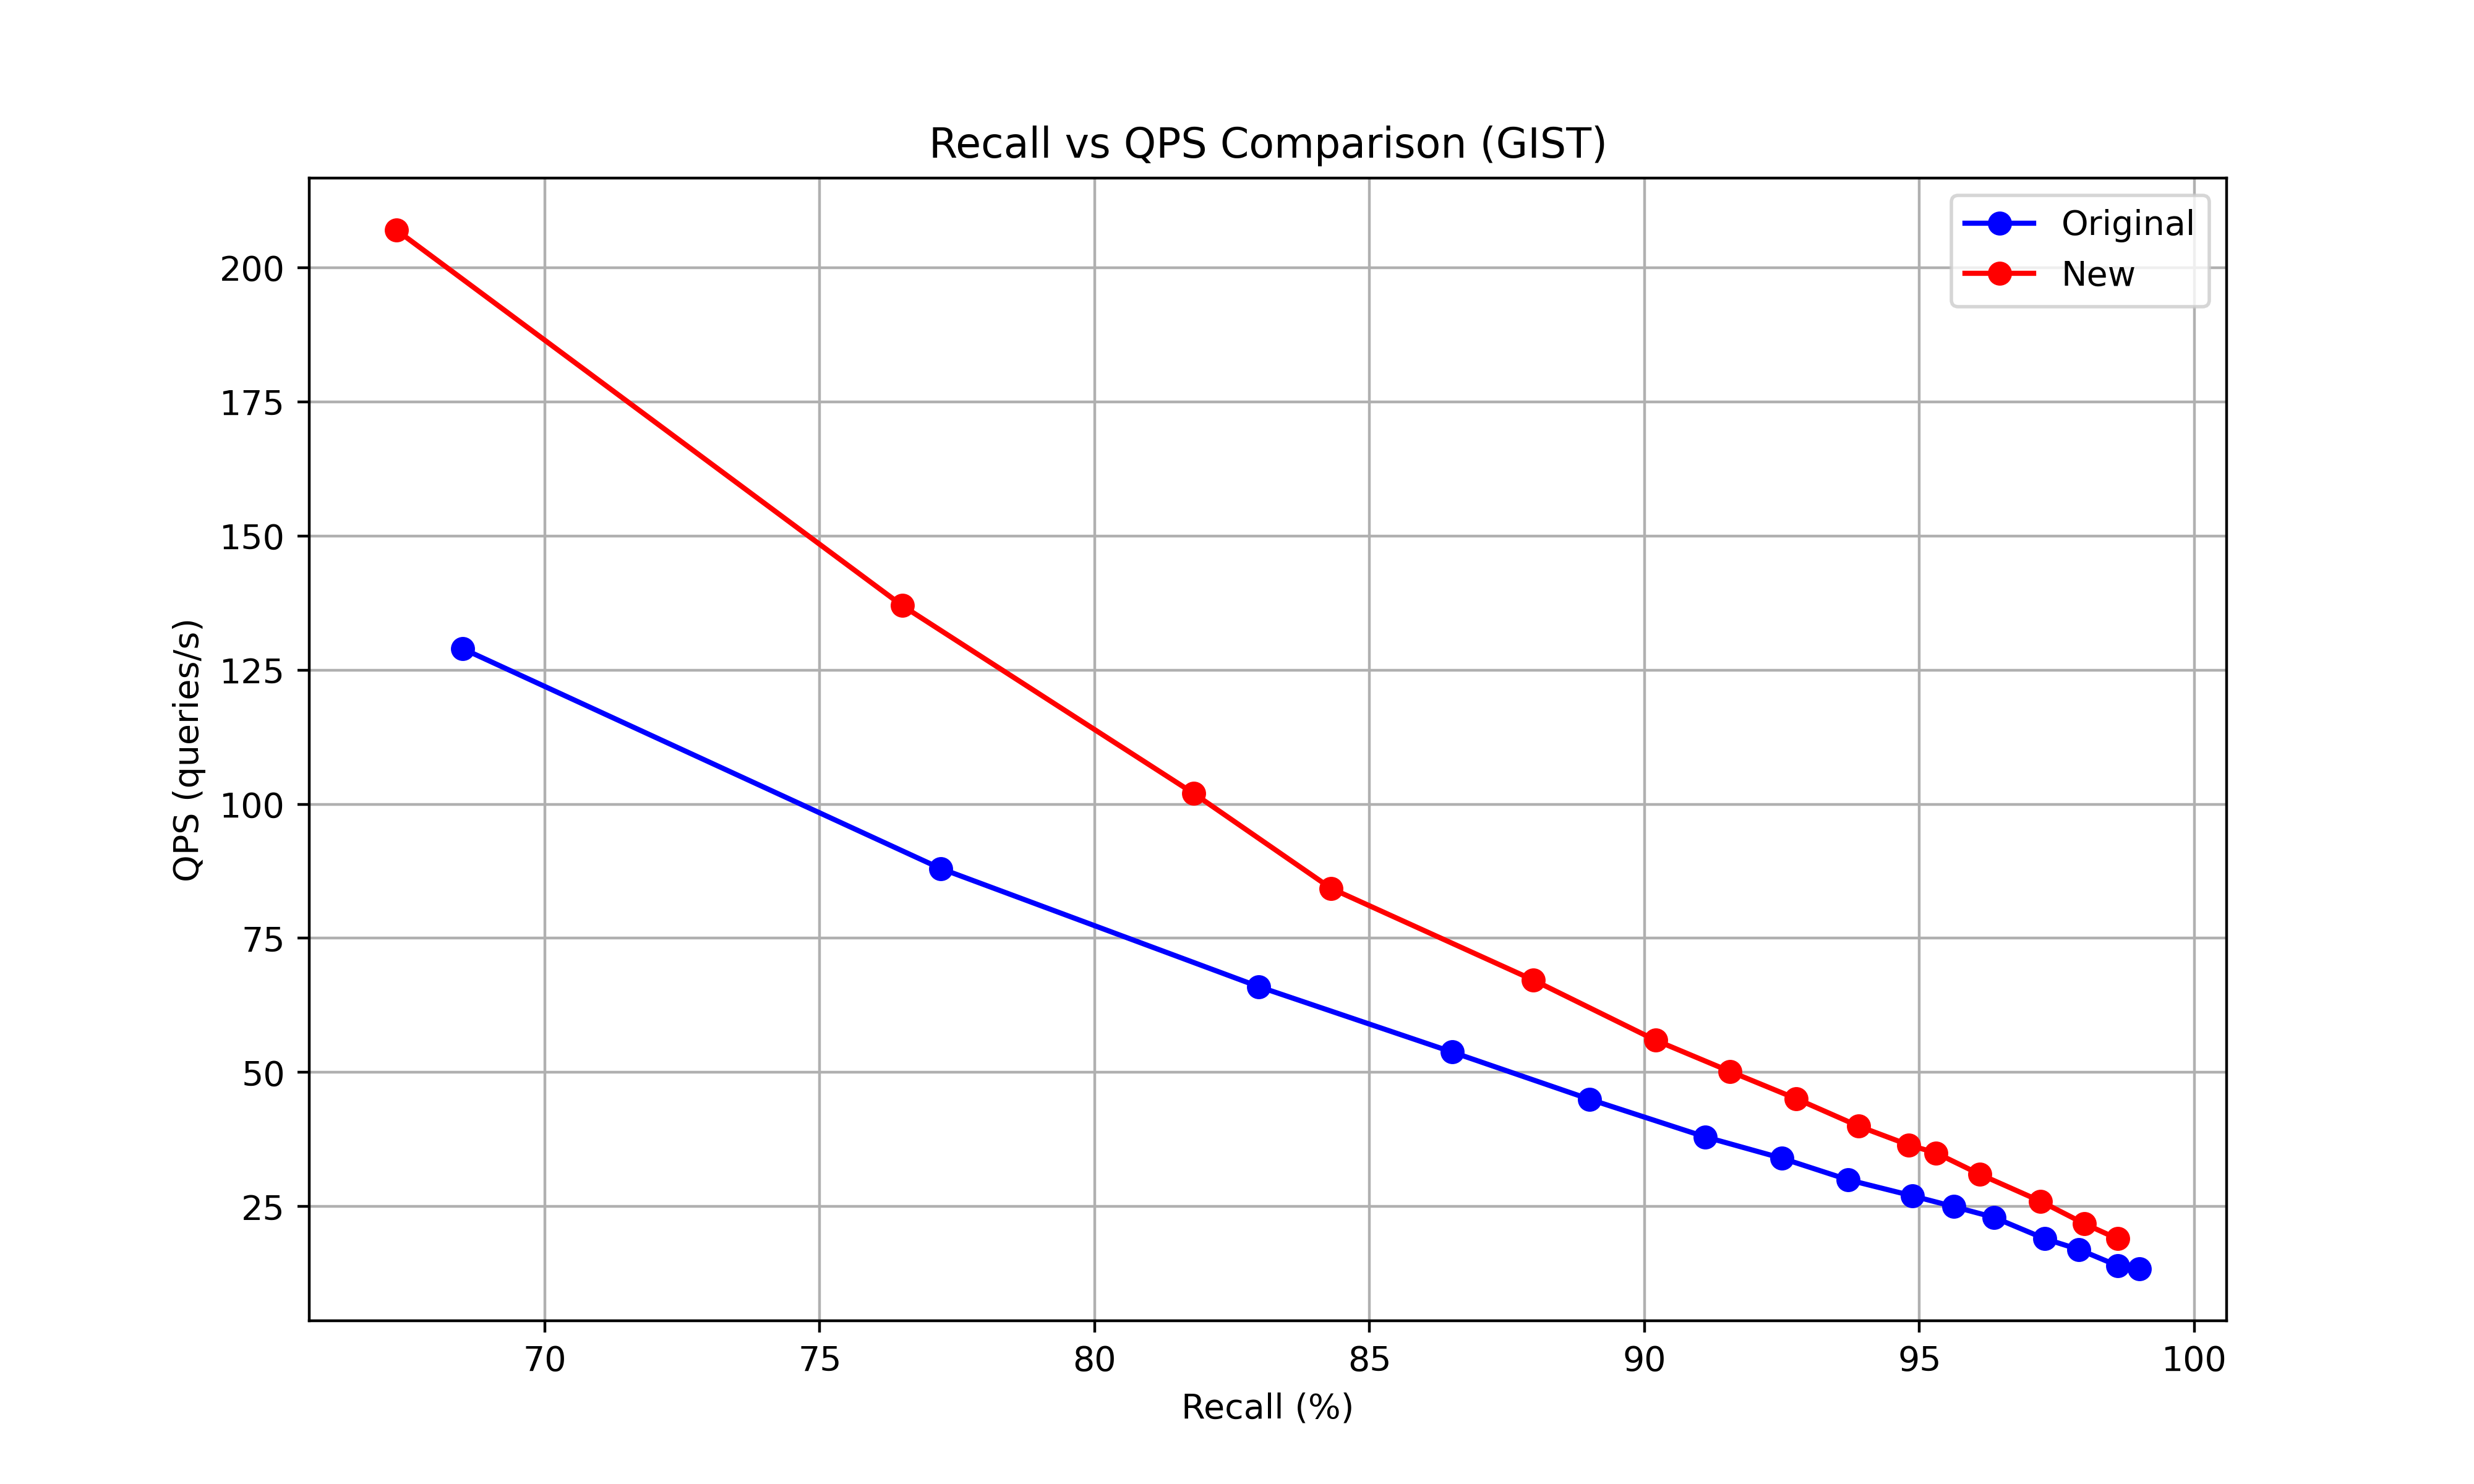 Recall vs QPS Comparison (GIST)
Original
New
QPS (queries/s)
200
175
150
125
100
75
50
25
70 75 80 85 90 95 100
Recall (%)